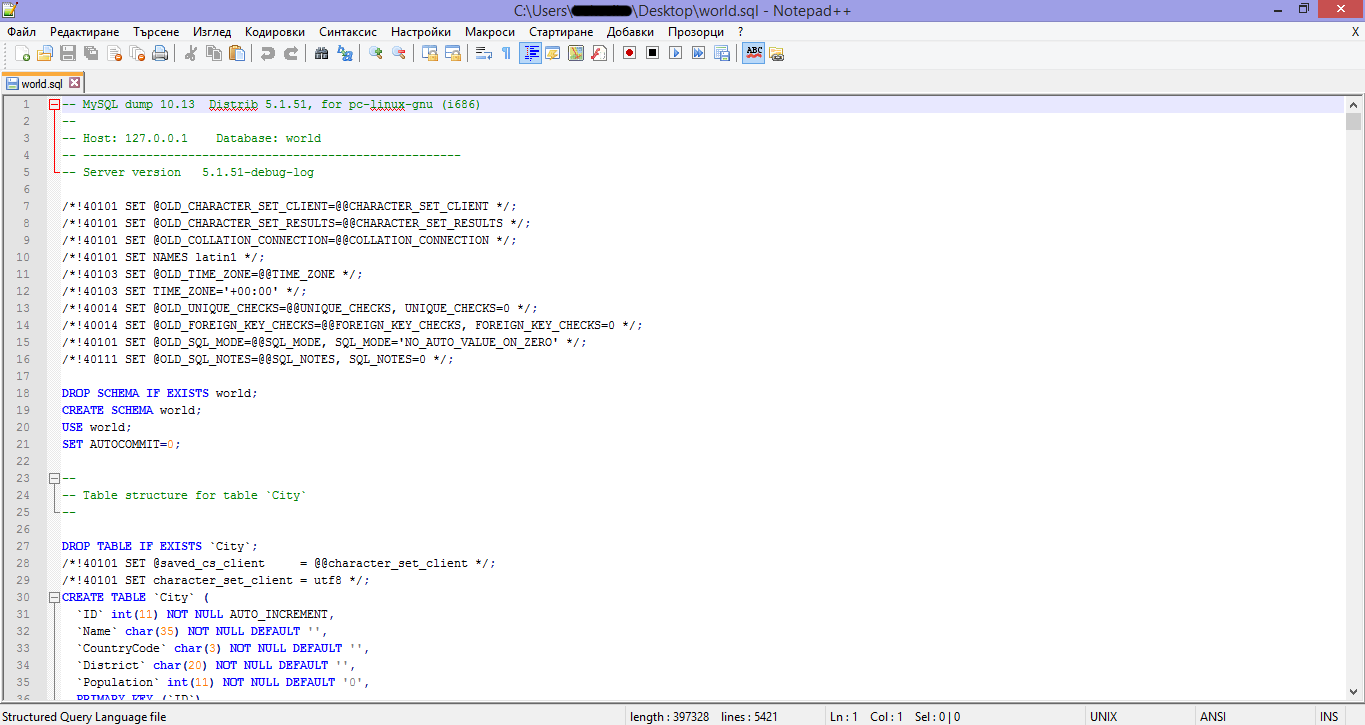 C:\Users\ \Desktop\world.sql - Notepad++
Файл Редактиране Търсене Изглед Кодировки Синтаксис Настройки Макроси Стартиране Добавки Прозорци ? X
ABC
world.sql
1 -- MySQL dump 10.13  Distrib 5.1.51, for pc-linux-gnu (i686)
2 --
3 -- Host: 127.0.0.1    Database: world
4 -- ------------------------------------------------------
5 -- Server version   5.1.51-debug-log
6
7 /*!40101 SET @OLD_CHARACTER_SET_CLIENT=@@CHARACTER_SET_CLIENT */;
8 /*!40101 SET @OLD_CHARACTER_SET_RESULTS=@@CHARACTER_SET_RESULTS */;
9 /*!40101 SET @OLD_COLLATION_CONNECTION=@@COLLATION_CONNECTION */;
10 /*!40101 SET NAMES latin1 */;
11 /*!40103 SET @OLD_TIME_ZONE=@@TIME_ZONE */;
12 /*!40103 SET TIME_ZONE='+00:00' */;
13 /*!40014 SET @OLD_UNIQUE_CHECKS=@@UNIQUE_CHECKS, UNIQUE_CHECKS=0 */;
14 /*!40014 SET @OLD_FOREIGN_KEY_CHECKS=@@FOREIGN_KEY_CHECKS, FOREIGN_KEY_CHECKS=0 */;
15 /*!40101 SET @OLD_SQL_MODE=@@SQL_MODE, SQL_MODE='NO_AUTO_VALUE_ON_ZERO' */;
16 /*!40111 SET @OLD_SQL_NOTES=@@SQL_NOTES, SQL_NOTES=0 */;
17
18 DROP SCHEMA IF EXISTS world;
19 CREATE SCHEMA world;
20 USE world;
21 SET AUTOCOMMIT=0;
22
23 --
24 -- Table structure for table `City`
25 --
26
27 DROP TABLE IF EXISTS `City`;
28 /*!40101 SET @saved_cs_client     = @@character_set_client */;
29 /*!40101 SET character_set_client = utf8 */;
30 CREATE TABLE `City` (
31   `ID` int(11) NOT NULL AUTO_INCREMENT,
32   `Name` char(35) NOT NULL DEFAULT '',
33   `CountryCode` char(3) NOT NULL DEFAULT '',
34   `District` char(20) NOT NULL DEFAULT '',
35   `Population` int(11) NOT NULL DEFAULT '0',
36   PRIMARY KEY (`ID`)
Structured Query Language file length : 397328 lines : 5421 Ln : 1 Col : 1 Sel : 0 | 0 UNIX ANSI INS